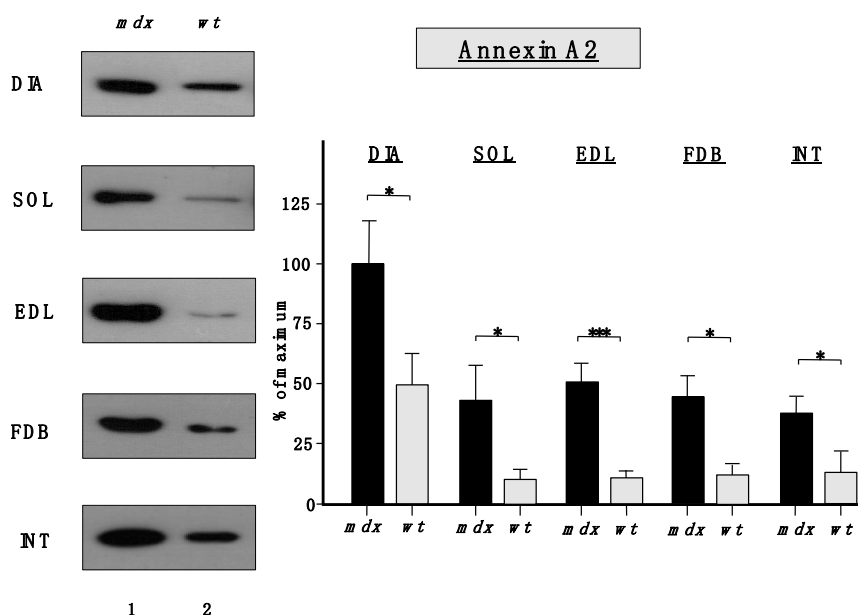 mdx wt
DIA
SOL
EDL
FDB
INT
1 2
Annexin A2
DIA SOL EDL FDB INT
% of maximum
125
100
75
50
25
0
* * *** * *
mdx wt mdx wt mdx wt mdx wt mdx wt